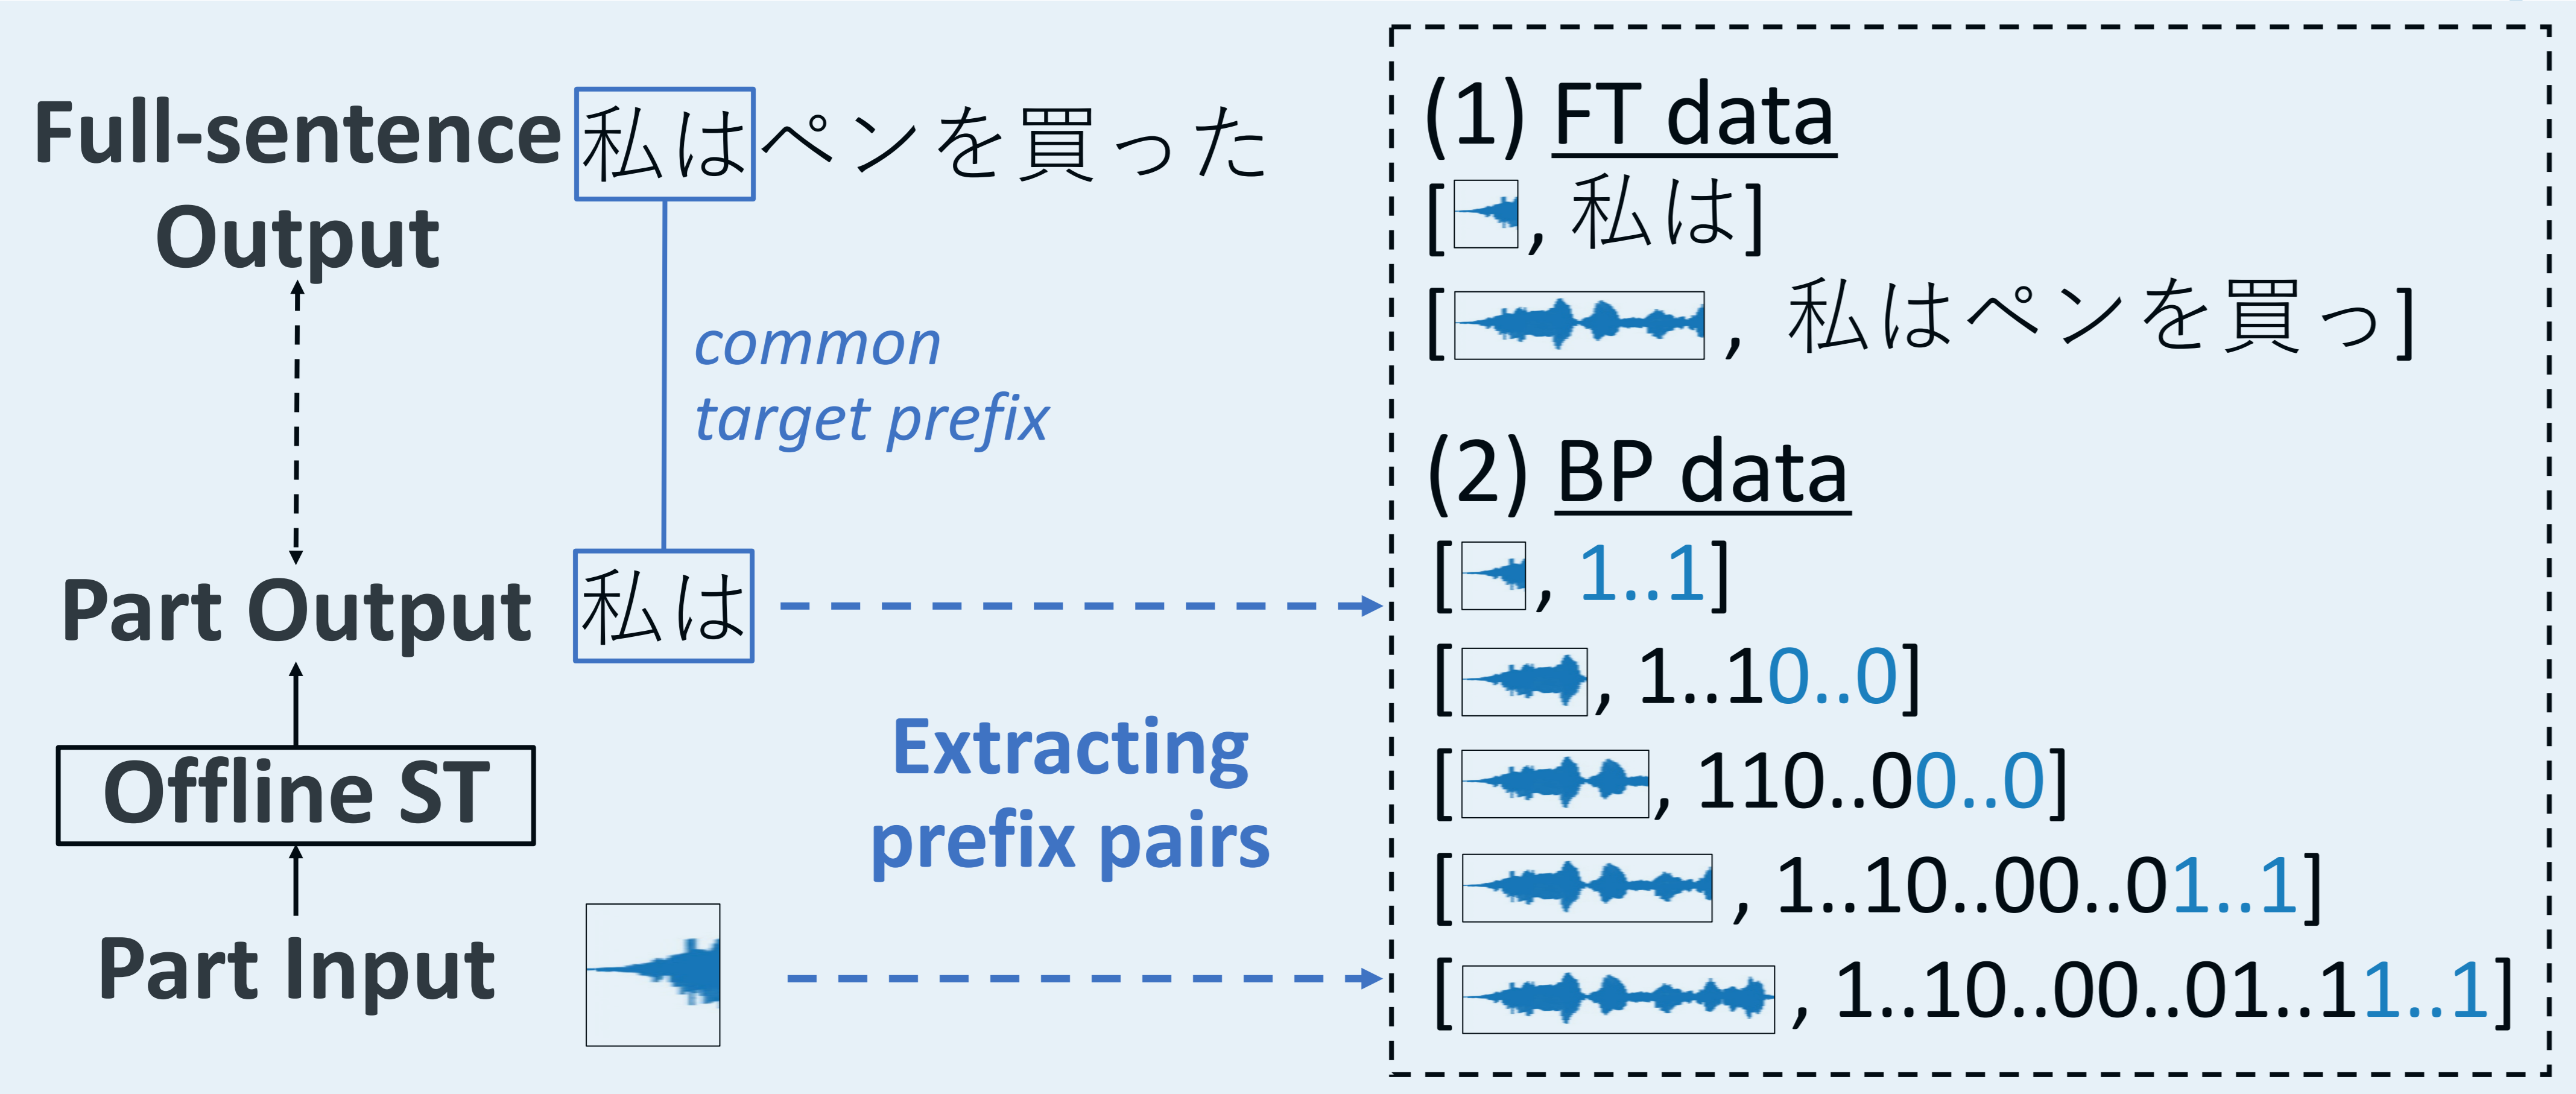 Full-sentence
Output
私はペンを買った
common
target prefix
Part Output
私は
Offline ST
Extracting
prefix pairs
Part Input
(1) FT data
[, 私は]
[, 私はペンを買っ]
(2) BP data
[, 1..1]
[, 1..10..0]
[, 110..00..0]
[, 1..10..00..01..1]
[, 1..10..00..01..11..1]